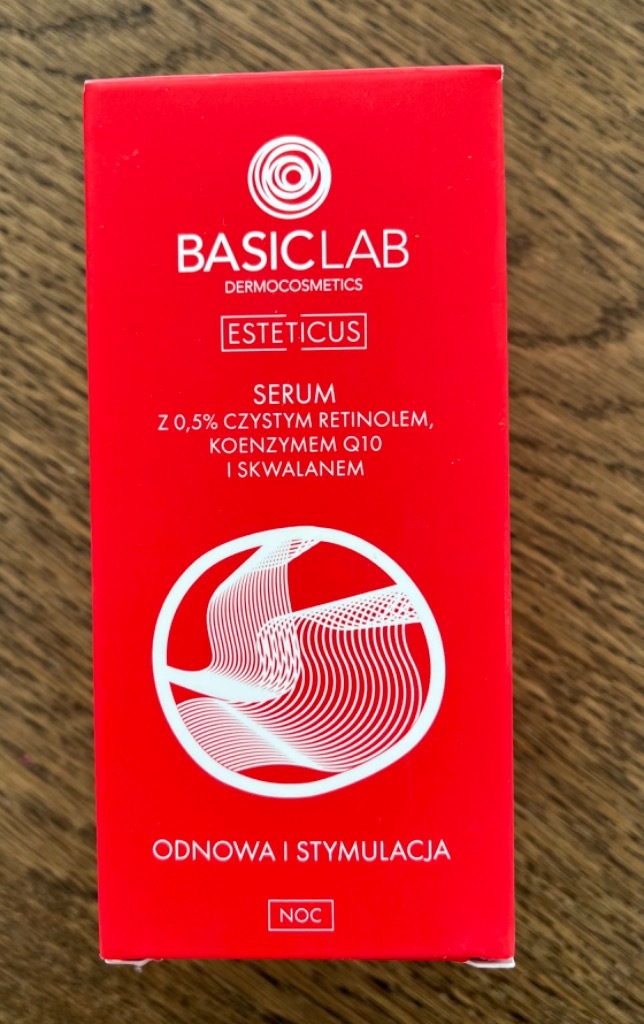 BASICLAB
DERMOCOSMETICS
ESTETICUS
SERUM
Z 0,5% CZYSTYM RETINOLEM,
KOENZYMEM Q10
I SKWALANEM
ODNOWA I STYMULACJA
NOC